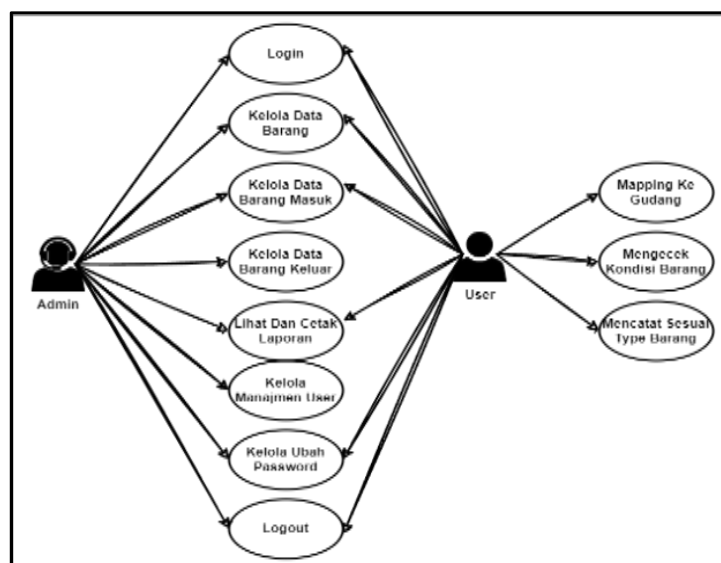 Login
Kelola Data
Barang
Kelola Data
Barang Masuk
Kelola Data
Barang Keluar
Lihat Dan Cetak
Laporan
Kelola
Manajmen User
Kelola Ubah
Password
Logout
Admin
User
Mapping Ke
Gudang
Mengecek
Kondisi Barang
Mencatat Sesuai
Type Barang